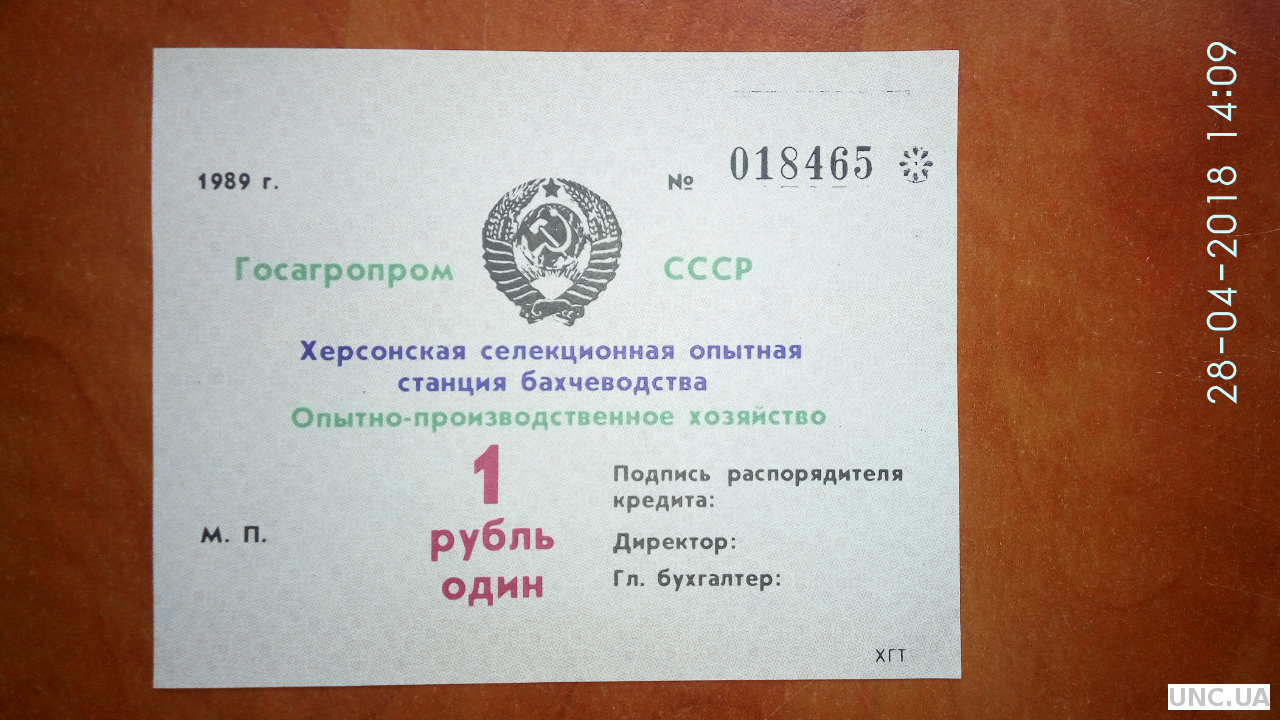 1989 г.
№ 018465
Госагропром СССР
Херсонская селекционная опытная
станция бахчеводства
Опытно-производственное хозяйство
1
рубль
один
М. П.
Подпись распорядителя
кредита:
Директор:
Гл. бухгалтер:
ХГТ
28-04-2018 14:09
UNC.UA